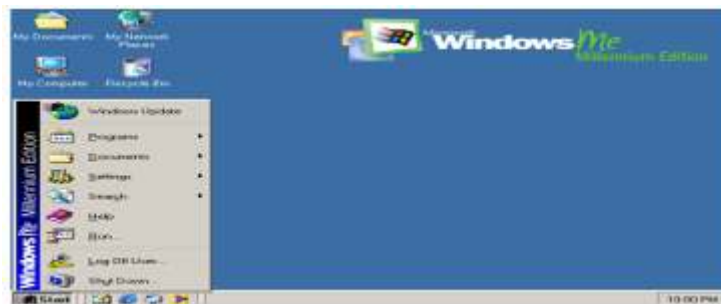 My Documents
My Network Places
My Computer
Recycle Bin
Microsoft
Windows Me
Millennium Edition
Windows Update
Programs
Documents
Settings
Search
Help
Run...
Log Off User...
Shut Down...
Windows Me Millennium Edition
Start
10:00 PM